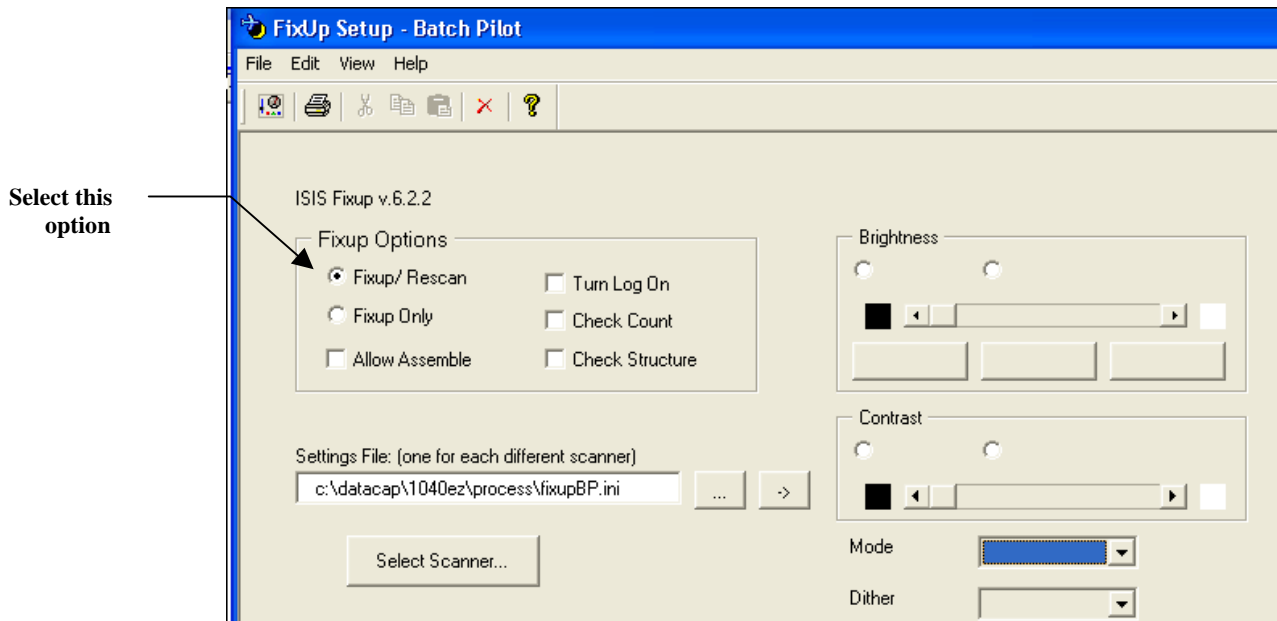 FixUp Setup - Batch Pilot
File Edit View Help
Select this
option
ISIS Fixup v.6.2.2
Fixup Options
Fixup/ Rescan
Turn Log On
Fixup Only
Check Count
Allow Assemble
Check Structure
Brightness
Contrast
Settings File: (one for each different scanner)
c:\datacap\1040ez\process\fixupBP.ini
...
->
Select Scanner...
Mode
Dither